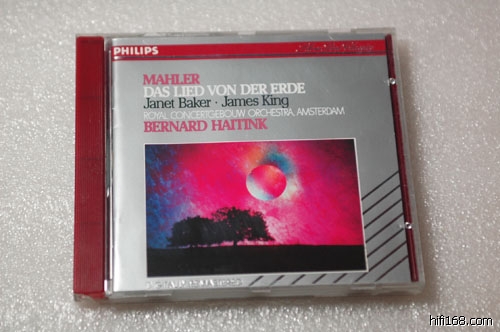 PHILIPS
MAHLER
DAS LIED VON DER ERDE
Janet Baker · James King
ROYAL CONCERTGEBOUW ORCHESTRA, AMSTERDAM
BERNARD HAITINK
hifi168.com